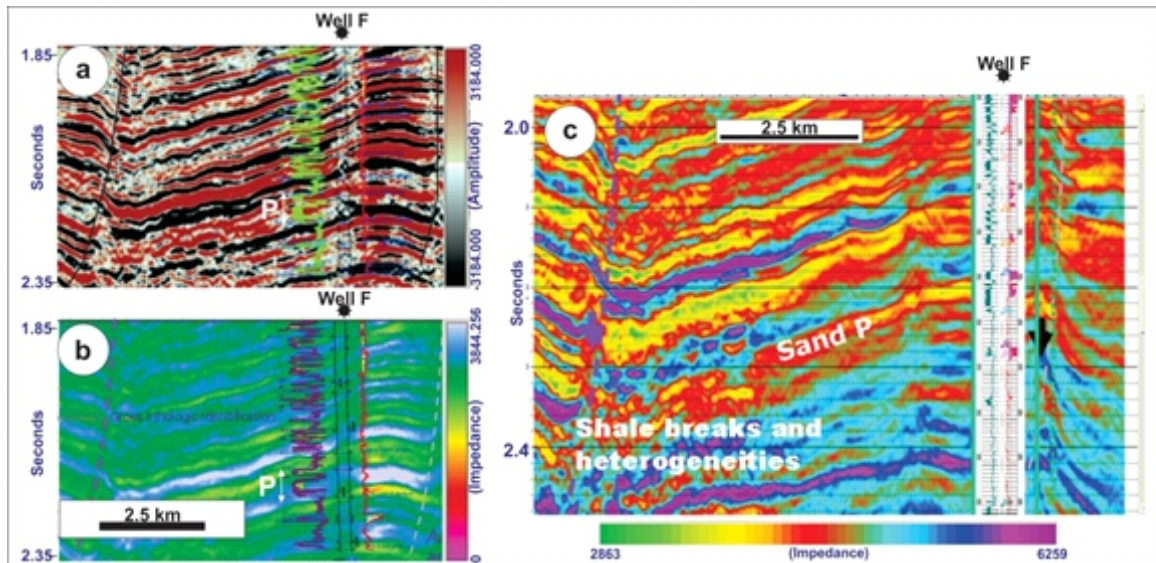 Well F
1.85
a
Seconds
P
2.35
3184.000
(Amplitude)
-3184.000
Well F
1.85
b
Seconds
P
2.5 km
2.35
3844.256
(Impedance)
0
Well F
c
2.5 km
2.0
Seconds
Sand P
Shale breaks and
heterogeneities
2.4
2863
(Impedance)
6259